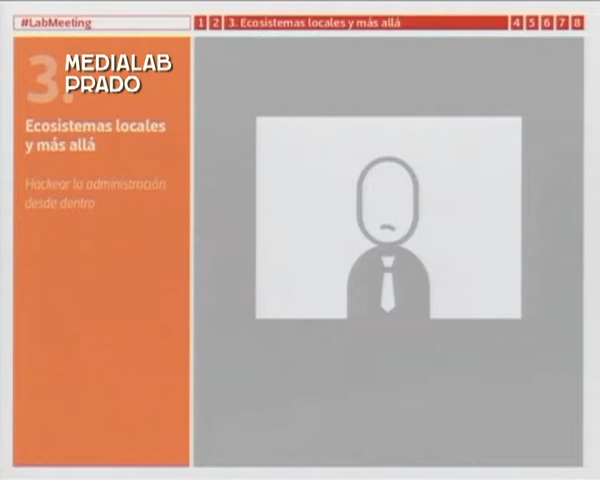 #LabMeeting
1 2 3. Ecosistemas locales y más allá 4 5 6 7 8
3.
MEDIALAB
PRADO
Ecosistemas locales
y más allá
Hackear la administración
desde dentro